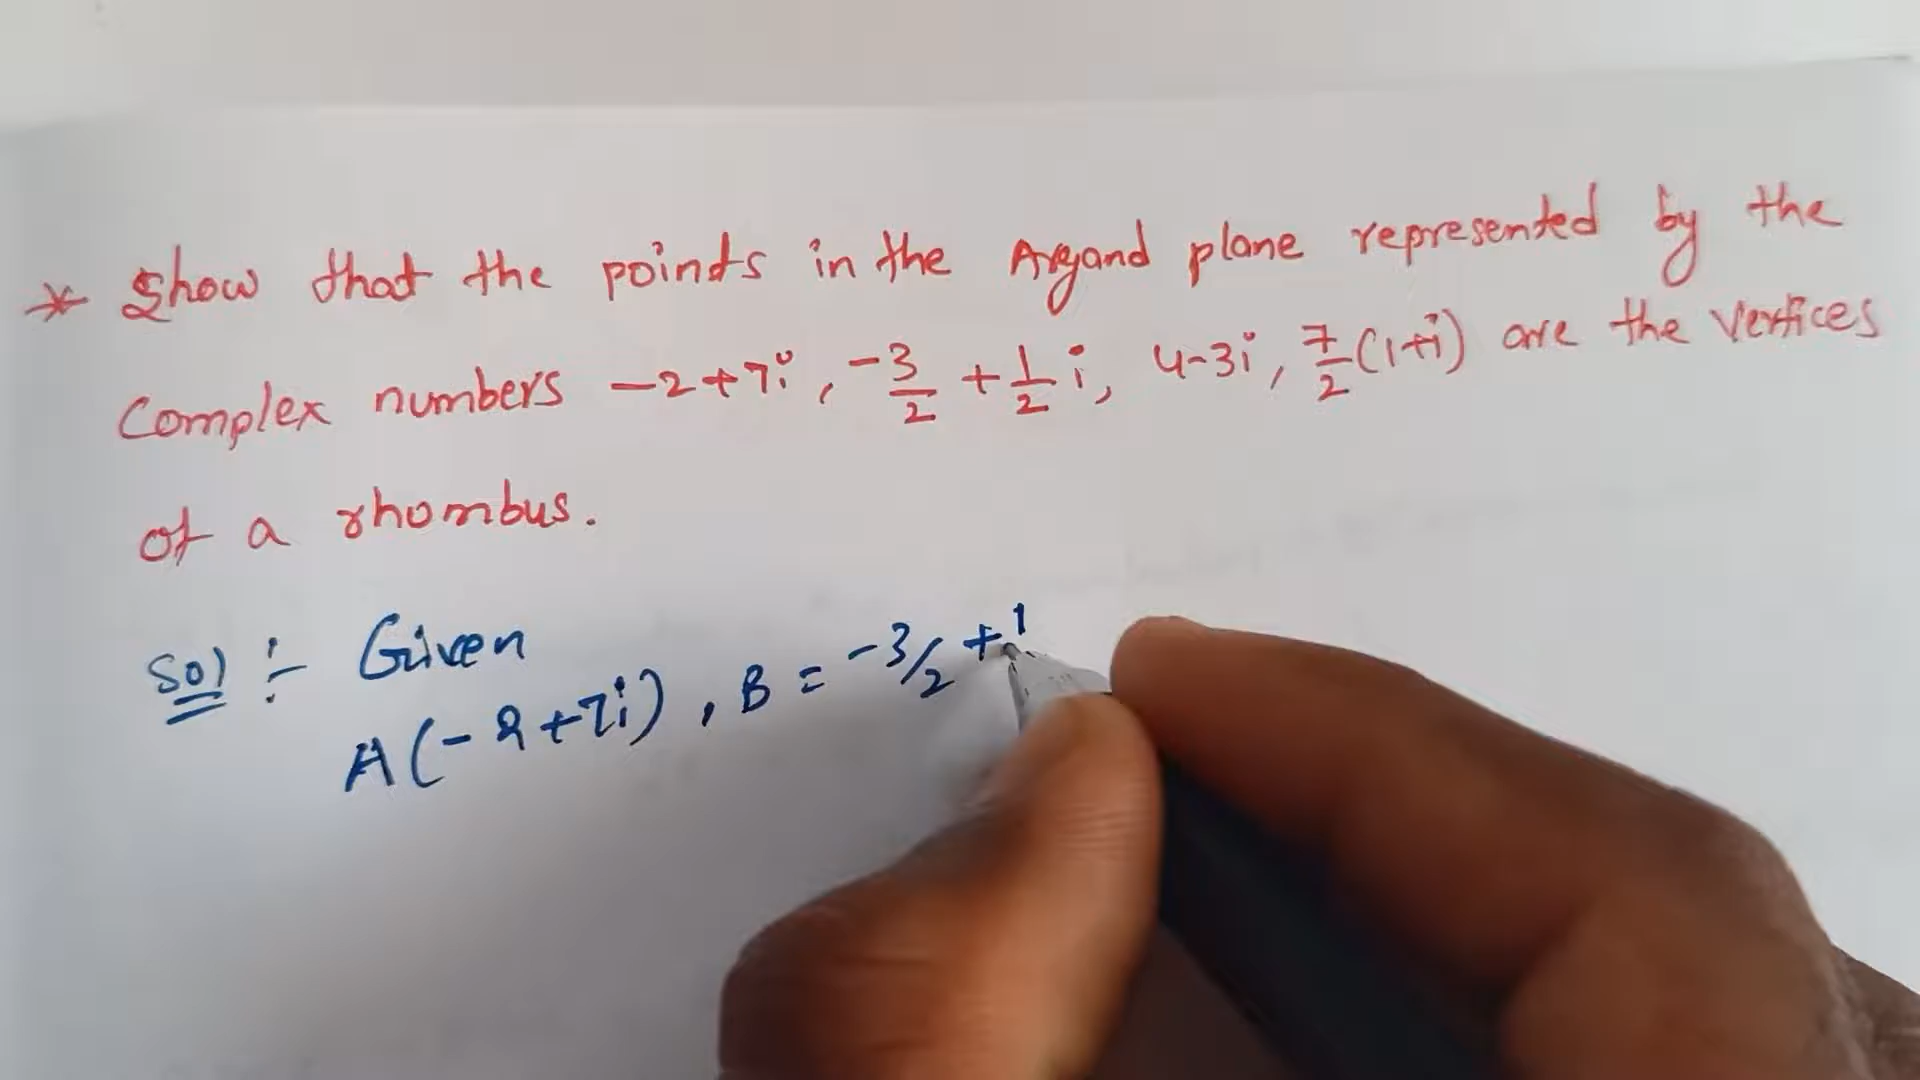 * Show that the points in the Argand plane represented by the
Complex numbers -2+7i, -3/2 + 1/2 i, 4-3i, 7/2 (1+i) are the vertices
of a rhombus.
Sol :- Given
A(-2+7i), B = -3/2 + 1